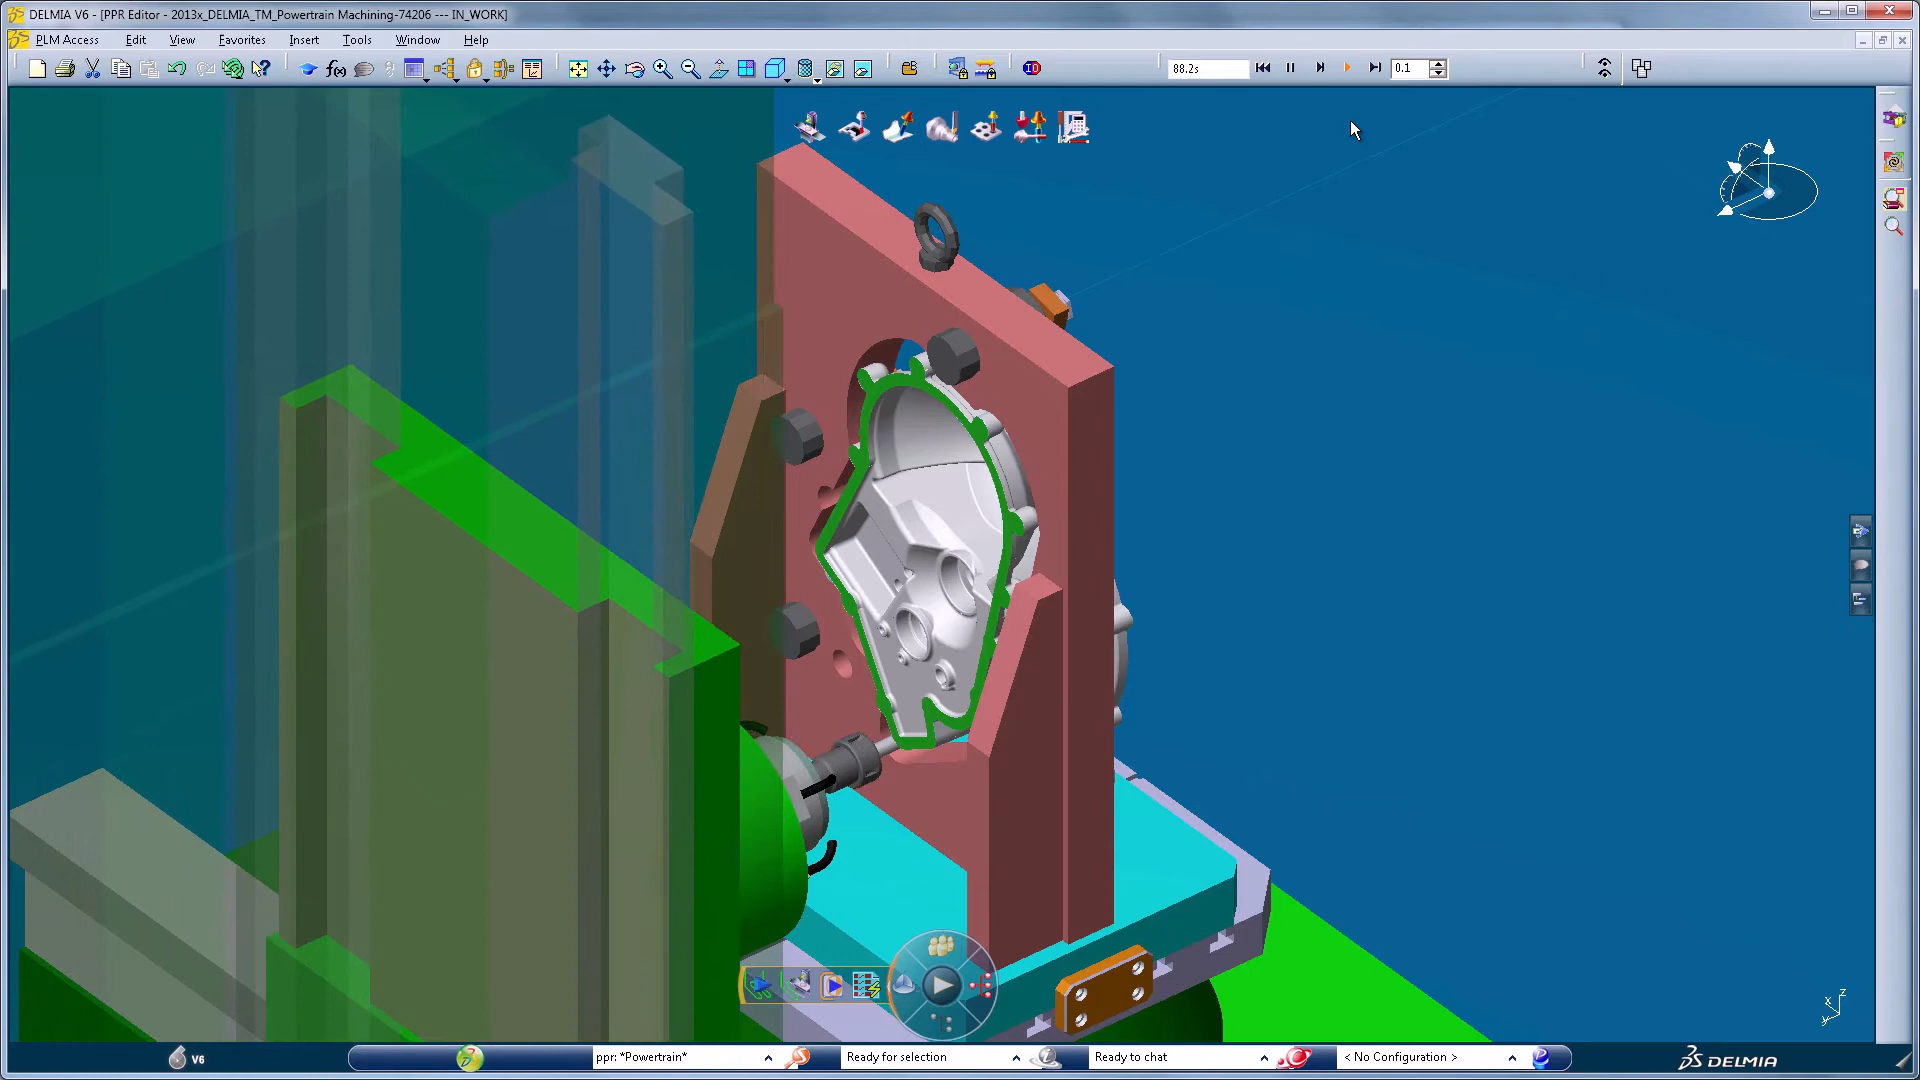 DELMIA V6 - [PPR Editor - 2013x_DELMIA_TM_Powertrain Machining-74206 --- IN_WORK]
PLM Access Edit View Favorites Insert Tools Window Help
f(x) 88.2s 0.1
z
x
y
V6 ppr: *Powertrain* Ready for selection Ready to chat < No Configuration > DELMIA